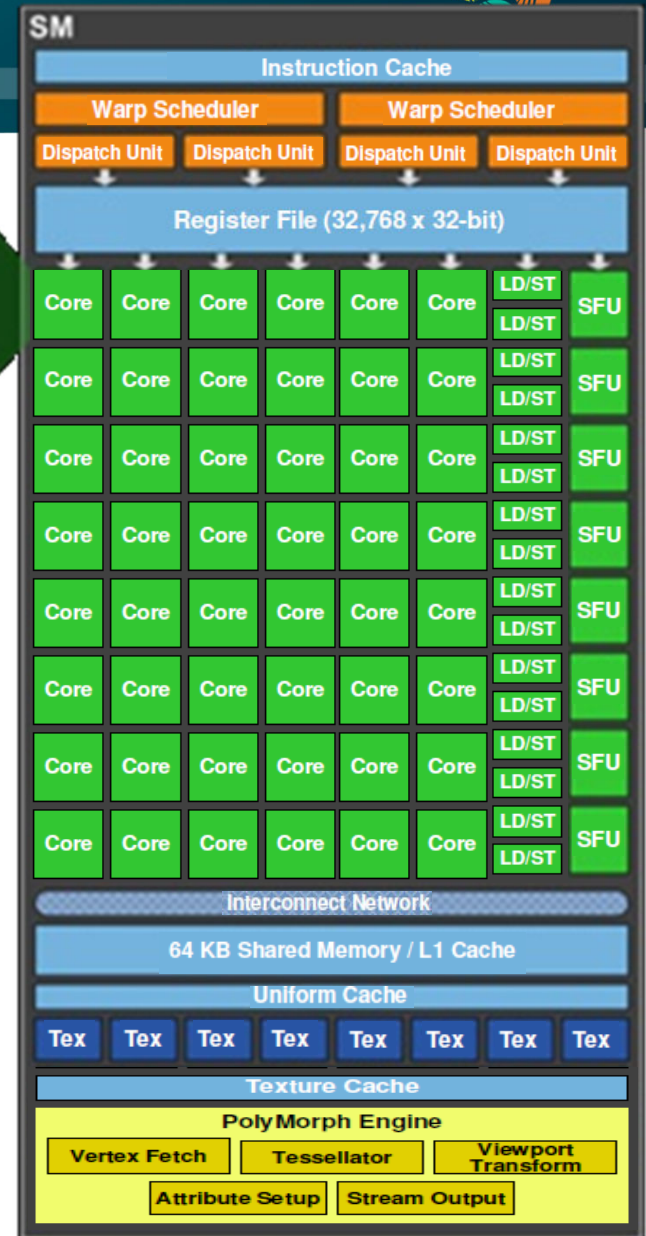 SM
Instruction Cache
Warp Scheduler Warp Scheduler
Dispatch Unit Dispatch Unit Dispatch Unit Dispatch Unit
Register File (32,768 x 32-bit)
Core Core Core Core Core Core LD/ST LD/ST SFU
Core Core Core Core Core Core LD/ST LD/ST SFU
Core Core Core Core Core Core LD/ST LD/ST SFU
Core Core Core Core Core Core LD/ST LD/ST SFU
Core Core Core Core Core Core LD/ST LD/ST SFU
Core Core Core Core Core Core LD/ST LD/ST SFU
Core Core Core Core Core Core LD/ST LD/ST SFU
Core Core Core Core Core Core LD/ST LD/ST SFU
Interconnect Network
64 KB Shared Memory / L1 Cache
Uniform Cache
Tex Tex Tex Tex Tex Tex Tex Tex
Texture Cache
PolyMorph Engine
Vertex Fetch Tessellator Viewport Transform
Attribute Setup Stream Output